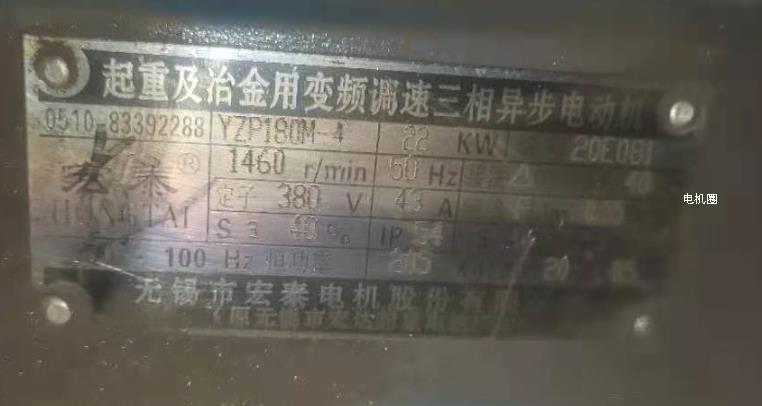 起重及冶金用变频调速三相异步电动机
0510-83392288 YZP180M-4 22 KW 20E081
宏泰® 1460 r/min 50 Hz △
HONGTAI 定子 380 V 43 A
S 3 40 % IP 54
100 Hz 恒功率 20 05
无锡市宏泰电机股份有限
电机圈